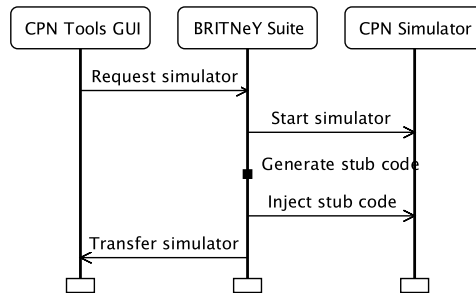 CPN Tools GUI
BRITNeY Suite
CPN Simulator
Request simulator
Start simulator
Generate stub code
Inject stub code
Transfer simulator